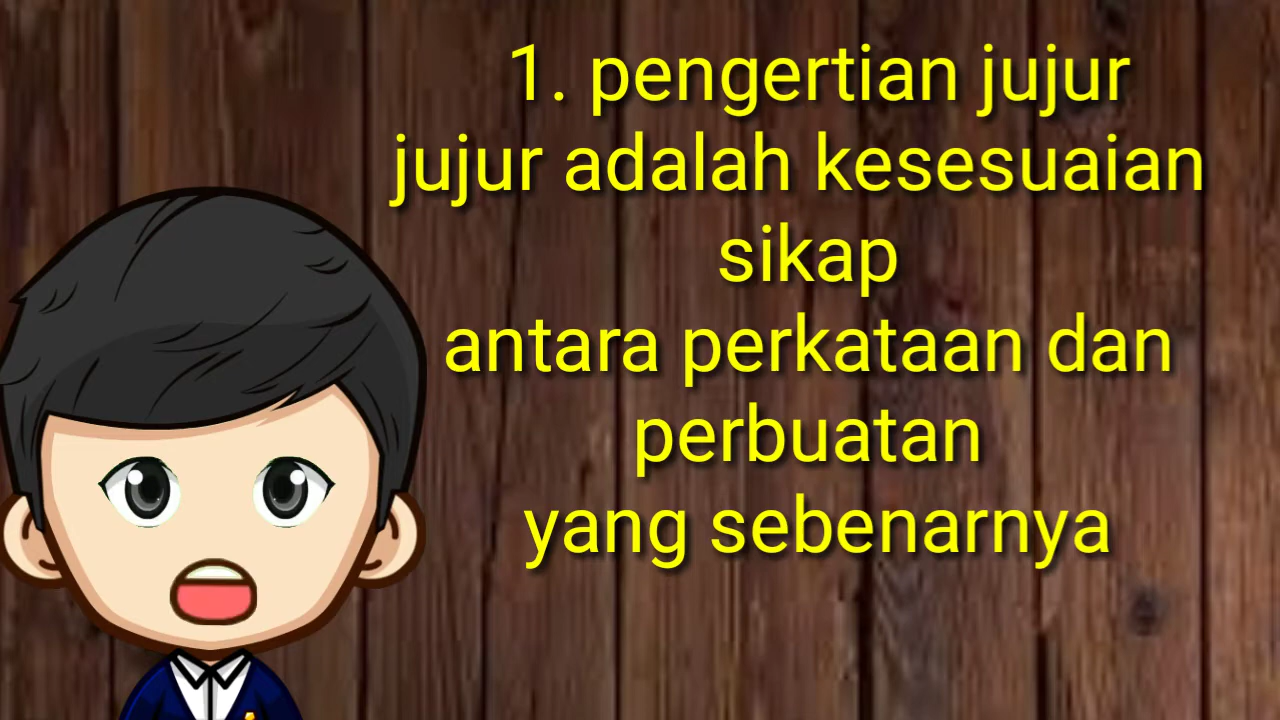 1. pengertian jujur
jujur adalah kesesuaian
sikap
antara perkataan dan
perbuatan
yang sebenarnya